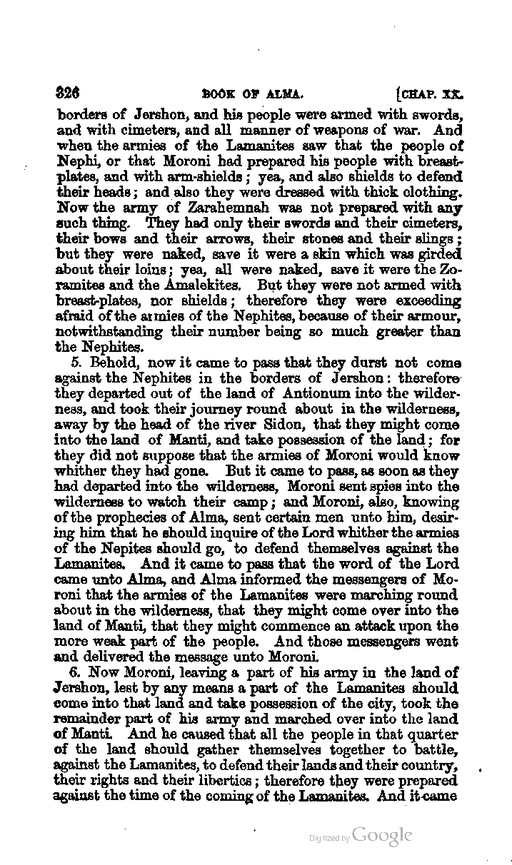 326 BOOK OF ALMA. [CHAP. XX.
borders of Jershon, and his people were armed with swords,
and with cimeters, and all manner of weapons of war. And
when the armies of the Lamanites saw that the people of
Nephi, or that Moroni had prepared his people with breast-
plates, and with arm-shields; yea, and also shields to defend
their heads; and also they were dressed with thick clothing.
Now the army of Zarahemnah was not prepared with any
such thing. They had only their swords and their cimeters,
their bows and their arrows, their stones and their slings;
but they were naked, save it were a skin which was girded
about their loins; yea, all were naked, save it were the Zo-
ramites and the Amalekites. But they were not armed with
breast-plates, nor shields; therefore they were exceeding
afraid of the armies of the Nephites, because of their armour,
notwithstanding their number being so much greater than
the Nephites.
5. Behold, now it came to pass that they durst not come
against the Nephites in the borders of Jershon: therefore
they departed out of the land of Antionum into the wilder-
ness, and took their journey round about in the wilderness,
away by the head of the river Sidon, that they might come
into the land of Manti, and take possession of the land; for
they did not suppose that the armies of Moroni would know
whither they had gone. But it came to pass, as soon as they
had departed into the wilderness, Moroni sent spies into the
wilderness to watch their camp; and Moroni, also, knowing
of the prophecies of Alma, sent certain men unto him, desir-
ing him that he should inquire of the Lord whither the armies
of the Nepites should go, to defend themselves against the
Lamanites. And it came to pass that the word of the Lord
came unto Alma, and Alma informed the messengers of Mo-
roni that the armies of the Lamanites were marching round
about in the wilderness, that they might come over into the
land of Manti, that they might commence an attack upon the
more weak part of the people. And those messengers went
and delivered the message unto Moroni.
6. Now Moroni, leaving a part of his army in the land of
Jershon, lest by any means a part of the Lamanites should
come into that land and take possession of the city, took the
remainder part of his army and marched over into the land
of Manti. And he caused that all the people in that quarter
of the land should gather themselves together to battle,
against the Lamanites, to defend their lands and their country,
their rights and their liberties; therefore they were prepared
against the time of the coming of the Lamanites. And it came
Digitized by Google